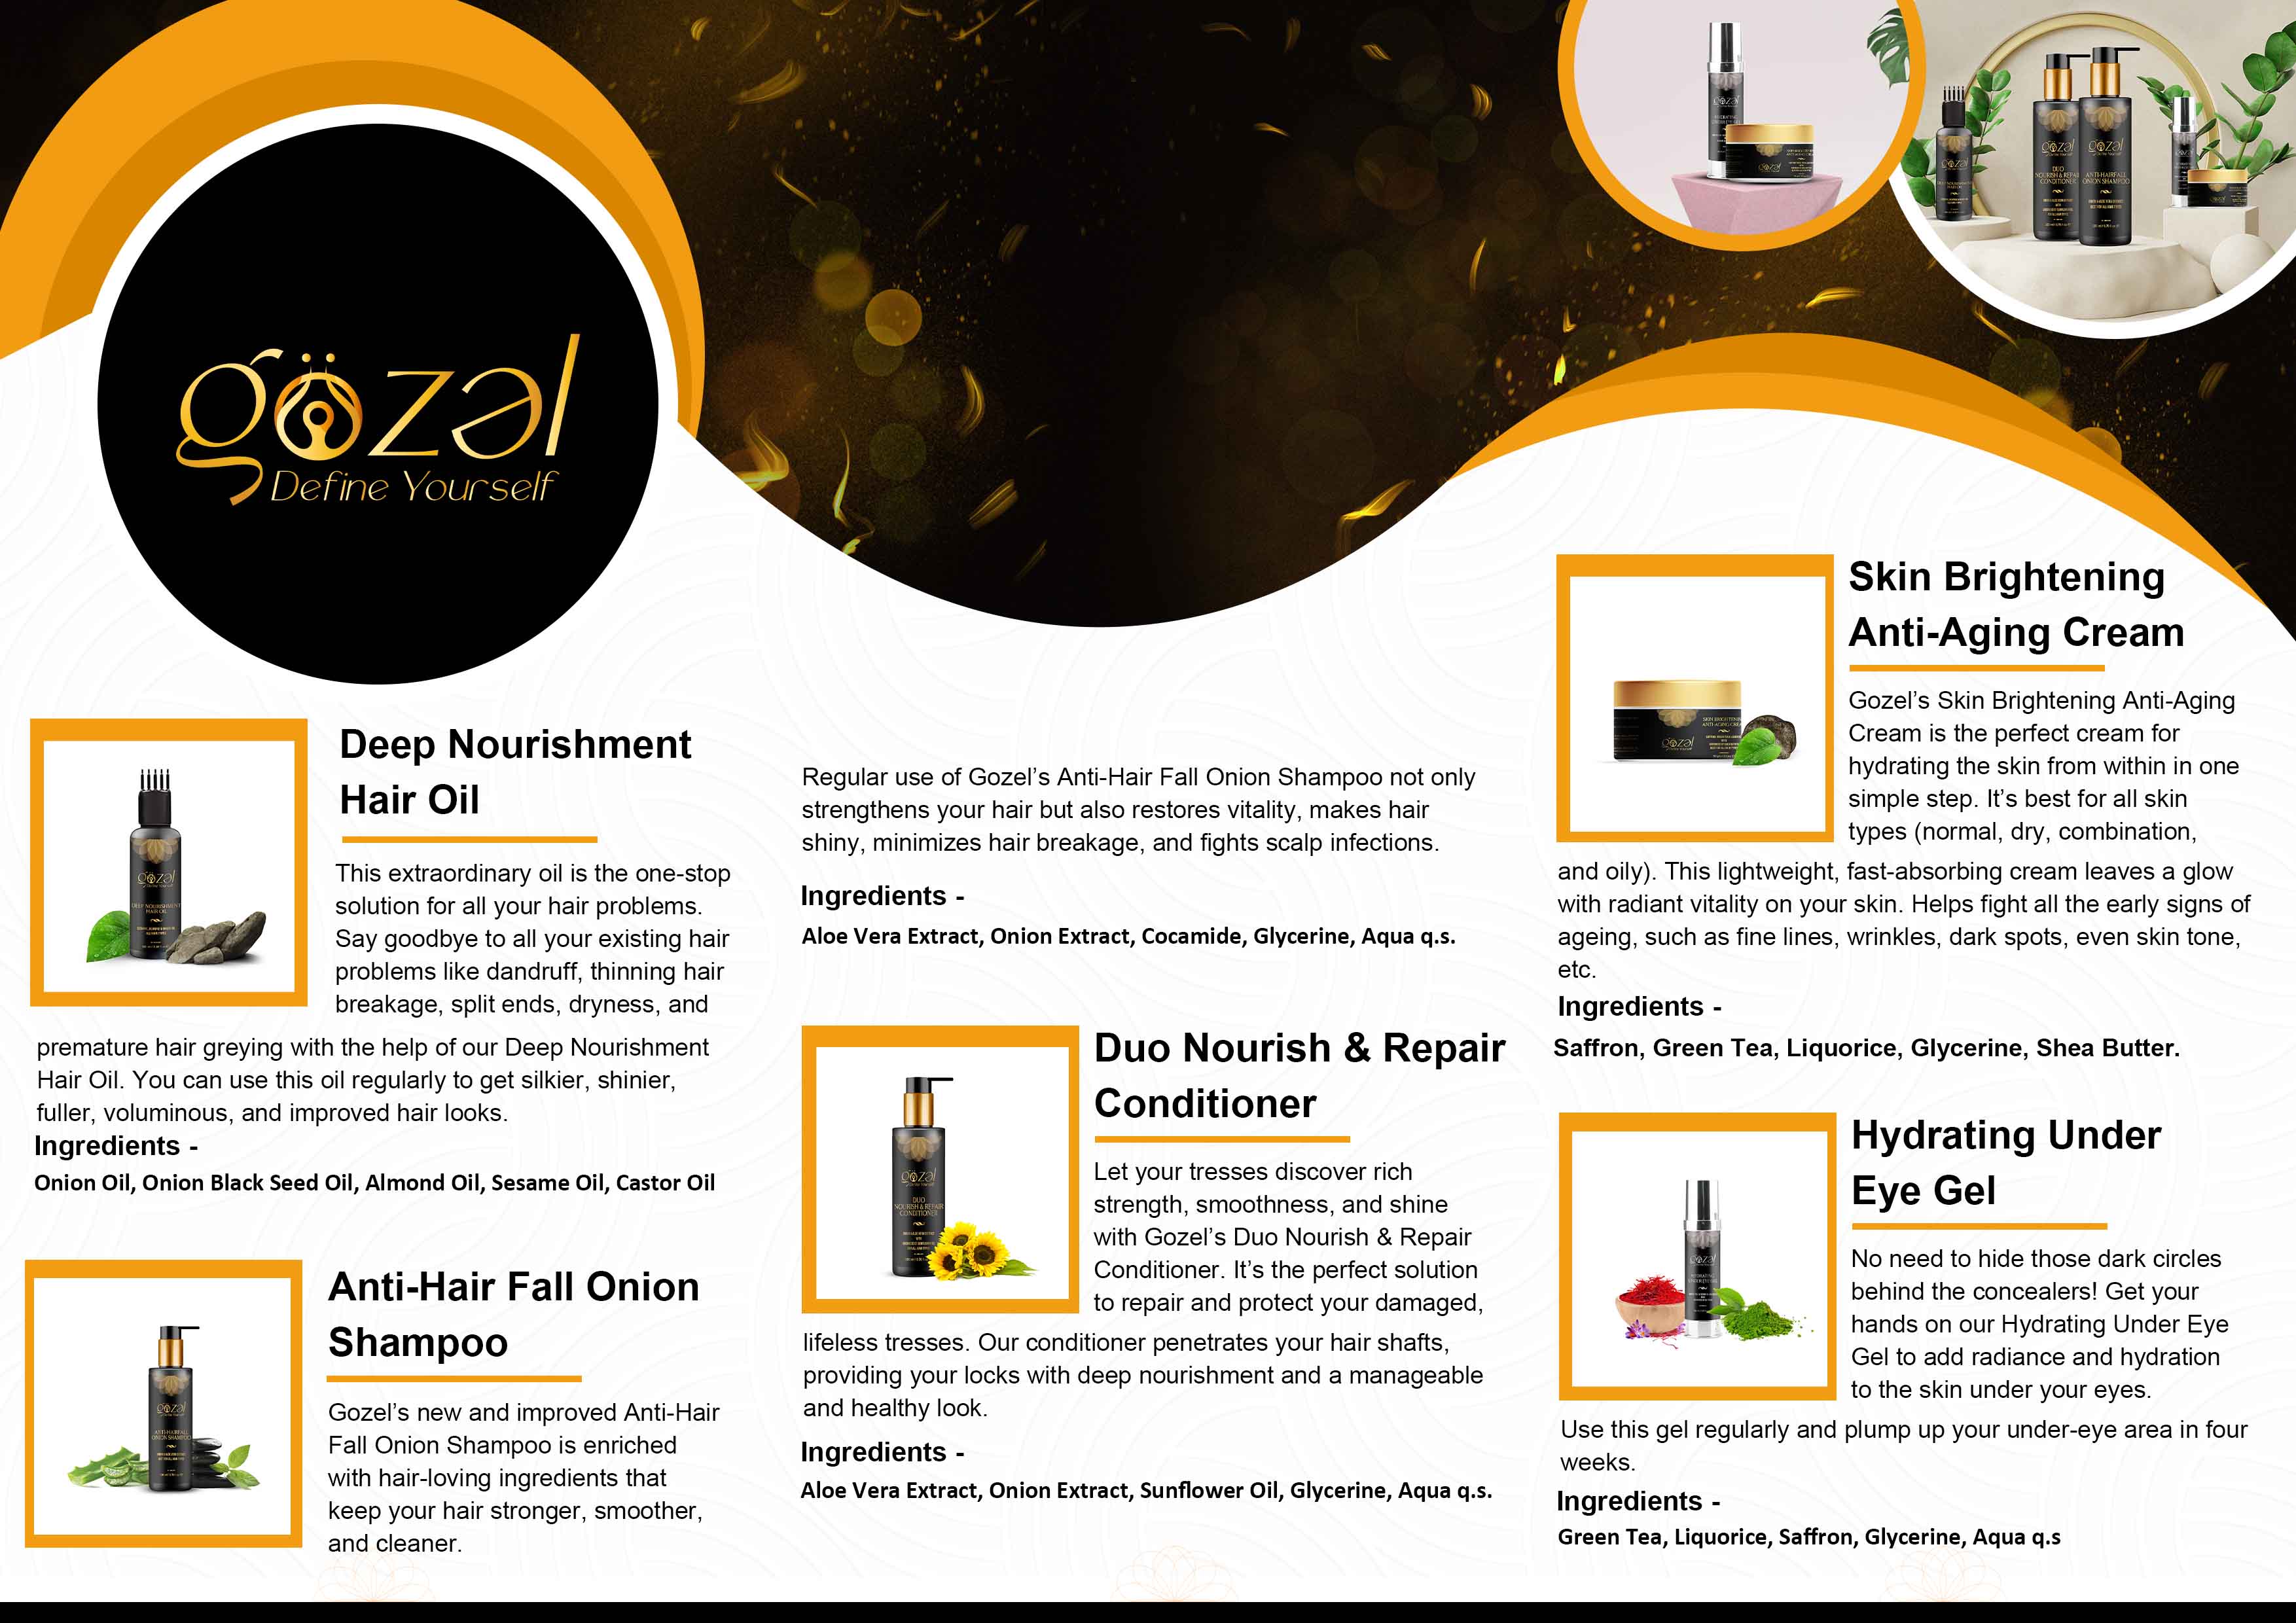 gözəl
Define Yourself
Deep Nourishment
Hair Oil
This extraordinary oil is the one-stop
solution for all your hair problems.
Say goodbye to all your existing hair
problems like dandruff, thinning hair
breakage, split ends, dryness, and
premature hair greying with the help of our Deep Nourishment
Hair Oil. You can use this oil regularly to get silkier, shinier,
fuller, voluminous, and improved hair looks.
Ingredients -
Onion Oil, Onion Black Seed Oil, Almond Oil, Sesame Oil, Castor Oil
Anti-Hair Fall Onion
Shampoo
Gozel’s new and improved Anti-Hair
Fall Onion Shampoo is enriched
with hair-loving ingredients that
keep your hair stronger, smoother,
and cleaner.
Regular use of Gozel’s Anti-Hair Fall Onion Shampoo not only
strengthens your hair but also restores vitality, makes hair
shiny, minimizes hair breakage, and fights scalp infections.
Ingredients -
Aloe Vera Extract, Onion Extract, Cocamide, Glycerine, Aqua q.s.
Duo Nourish & Repair
Conditioner
Let your tresses discover rich
strength, smoothness, and shine
with Gozel’s Duo Nourish & Repair
Conditioner. It’s the perfect solution
to repair and protect your damaged,
lifeless tresses. Our conditioner penetrates your hair shafts,
providing your locks with deep nourishment and a manageable
and healthy look.
Ingredients -
Aloe Vera Extract, Onion Extract, Sunflower Oil, Glycerine, Aqua q.s.
Skin Brightening
Anti-Aging Cream
Gozel’s Skin Brightening Anti-Aging
Cream is the perfect cream for
hydrating the skin from within in one
simple step. It’s best for all skin
types (normal, dry, combination,
and oily). This lightweight, fast-absorbing cream leaves a glow
with radiant vitality on your skin. Helps fight all the early signs of
ageing, such as fine lines, wrinkles, dark spots, even skin tone,
etc.
Ingredients -
Saffron, Green Tea, Liquorice, Glycerine, Shea Butter.
Hydrating Under
Eye Gel
No need to hide those dark circles
behind the concealers! Get your
hands on our Hydrating Under Eye
Gel to add radiance and hydration
to the skin under your eyes.
Use this gel regularly and plump up your under-eye area in four
weeks.
Ingredients -
Green Tea, Liquorice, Saffron, Glycerine, Aqua q.s